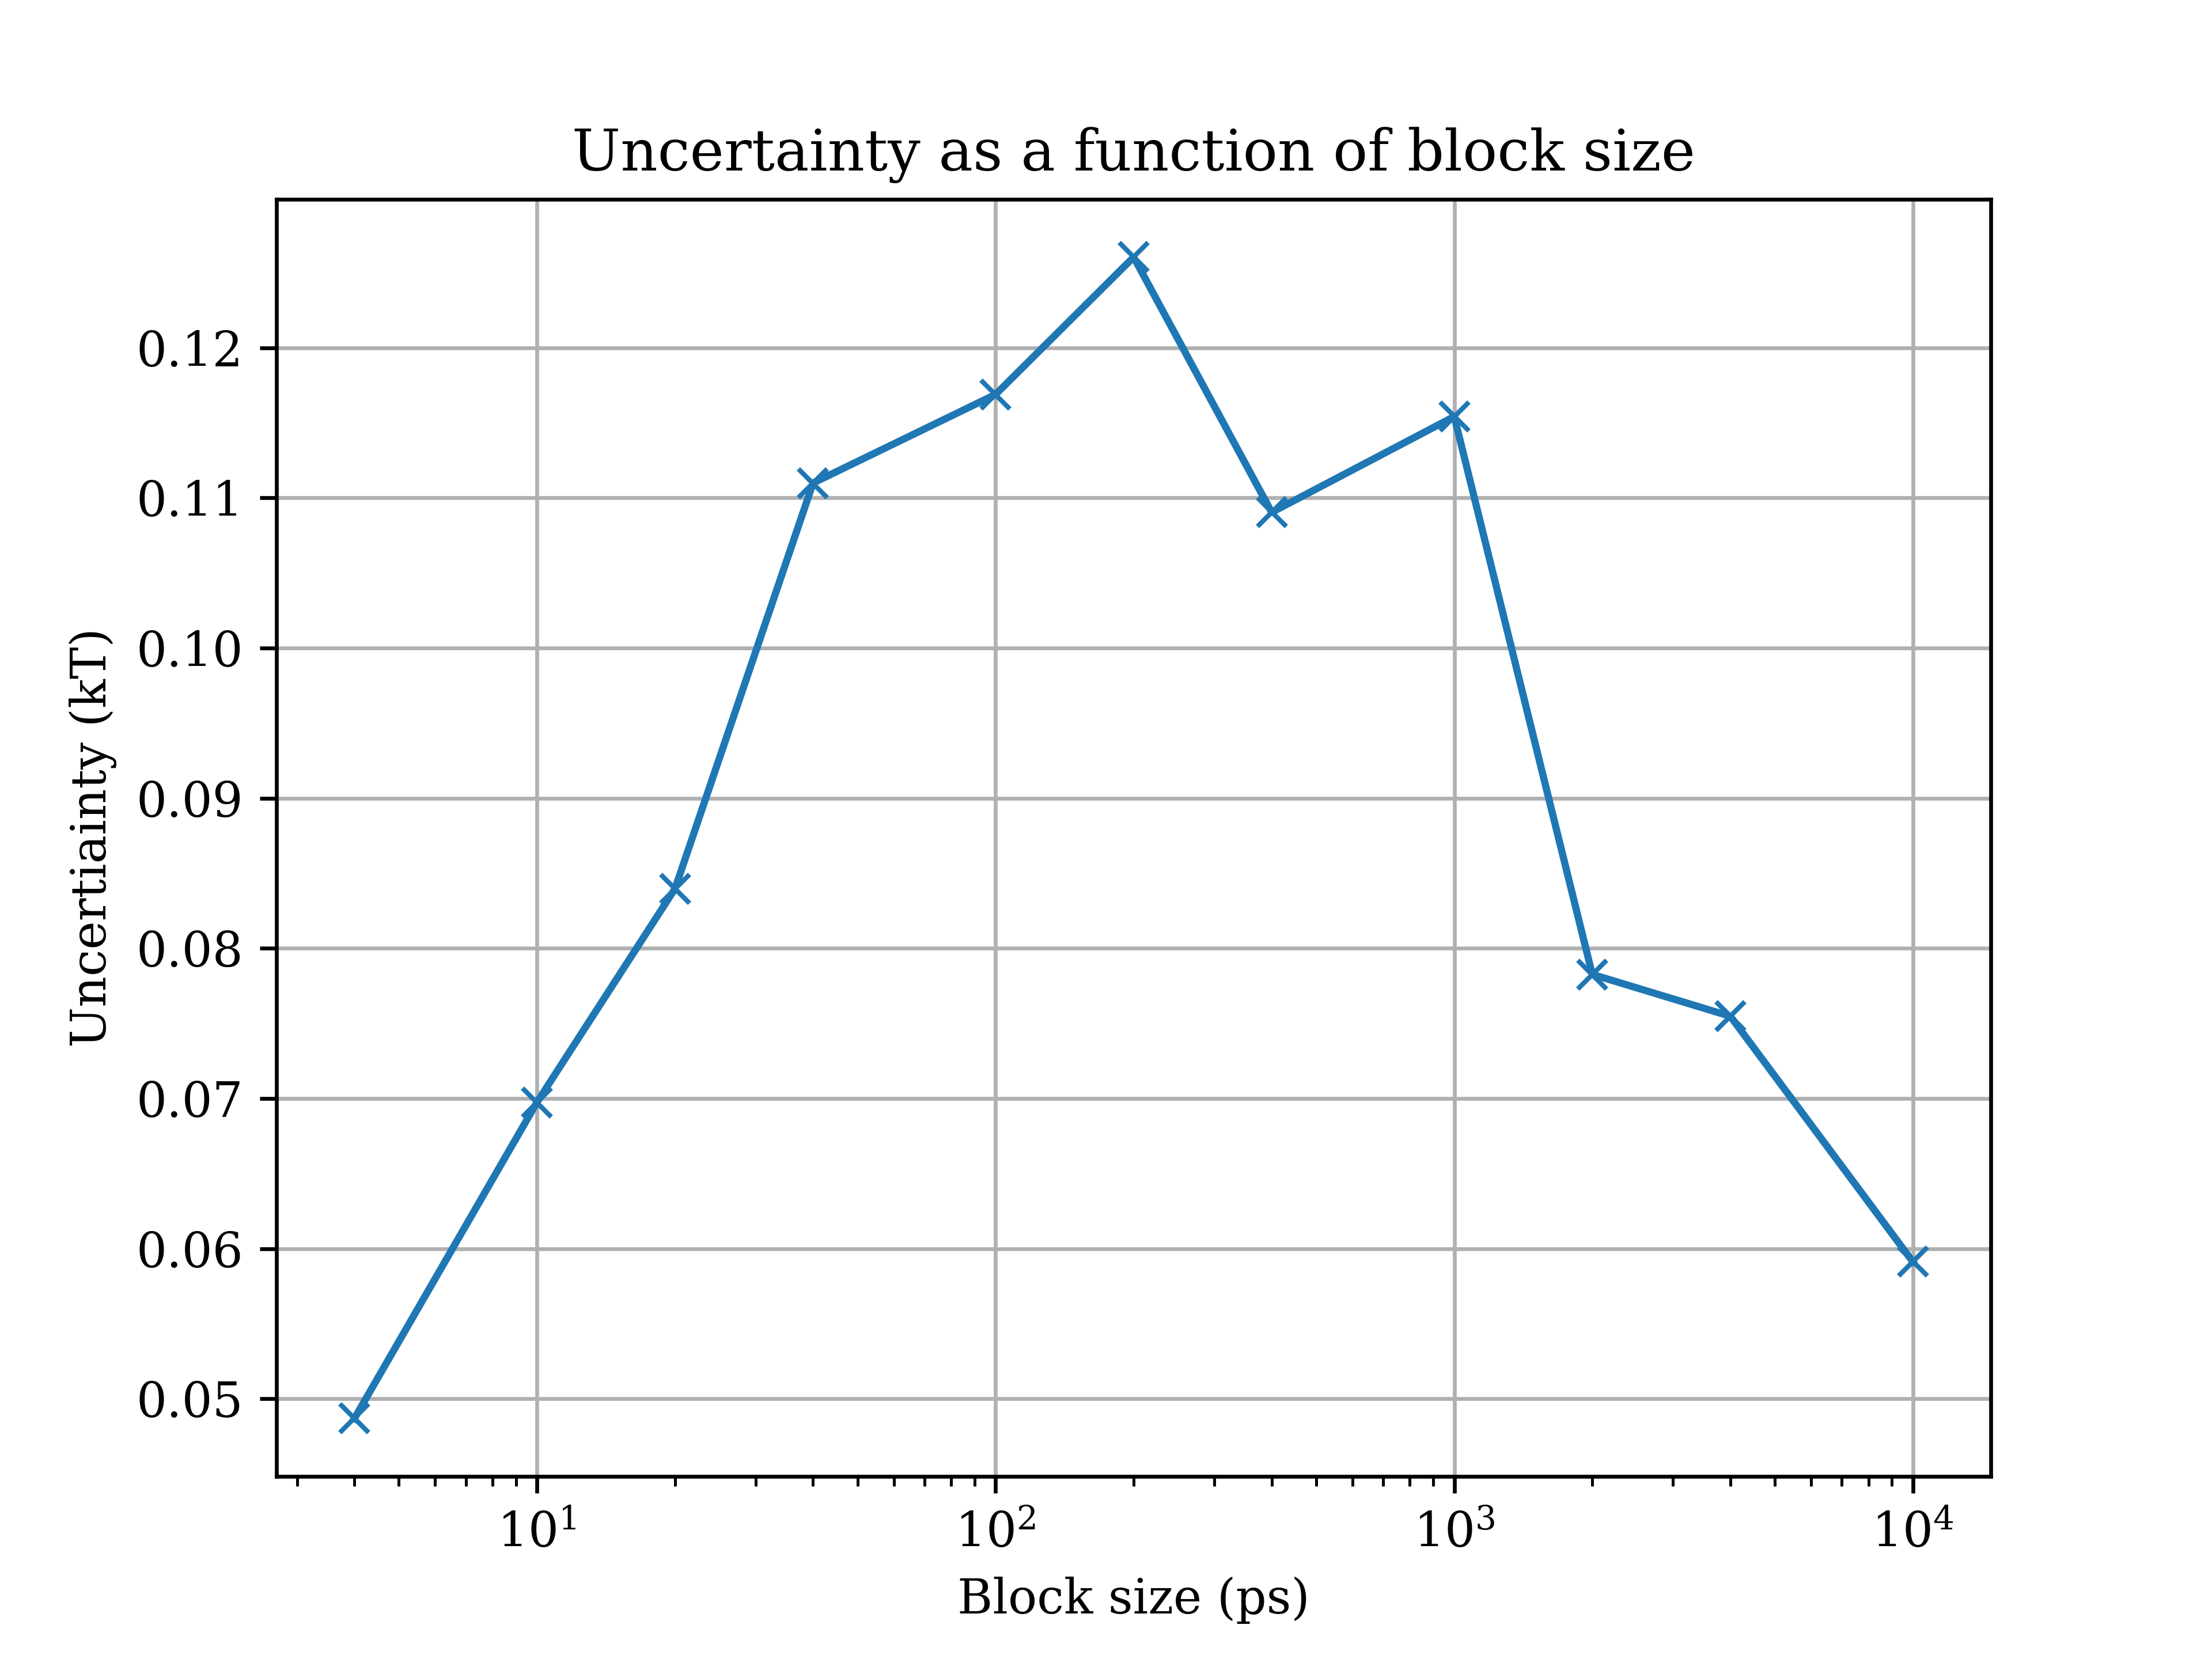 Uncertainty as a function of block size
0.12
0.11
0.10
0.09
0.08
0.07
0.06
0.05
Uncertiainty (kT)
10¹ 10² 10³ 10⁴
Block size (ps)